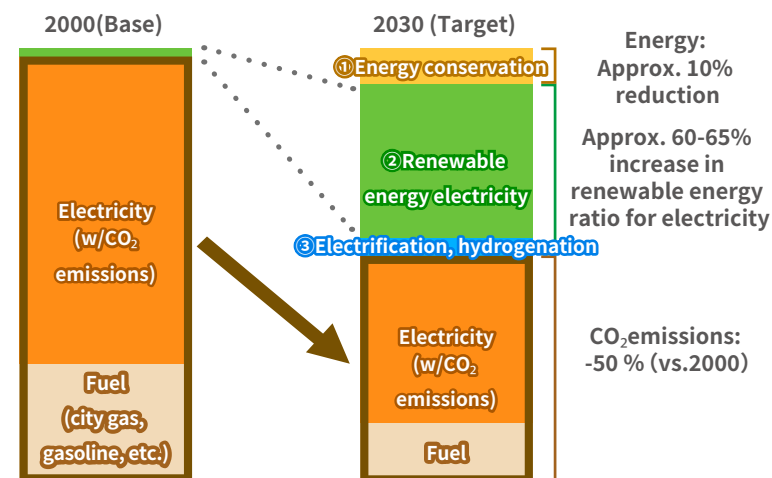 2000(Base)
2030 (Target)
Electricity
(w/CO₂
emissions)
Fuel
(city gas,
gasoline, etc.)
①Energy conservation
②Renewable
energy electricity
③Electrification, hydrogenation
Electricity
(w/CO₂
emissions)
Fuel
Energy:
Approx. 10%
reduction
Approx. 60-65%
increase in
renewable energy
ratio for electricity
CO₂emissions:
-50 %（vs.2000）